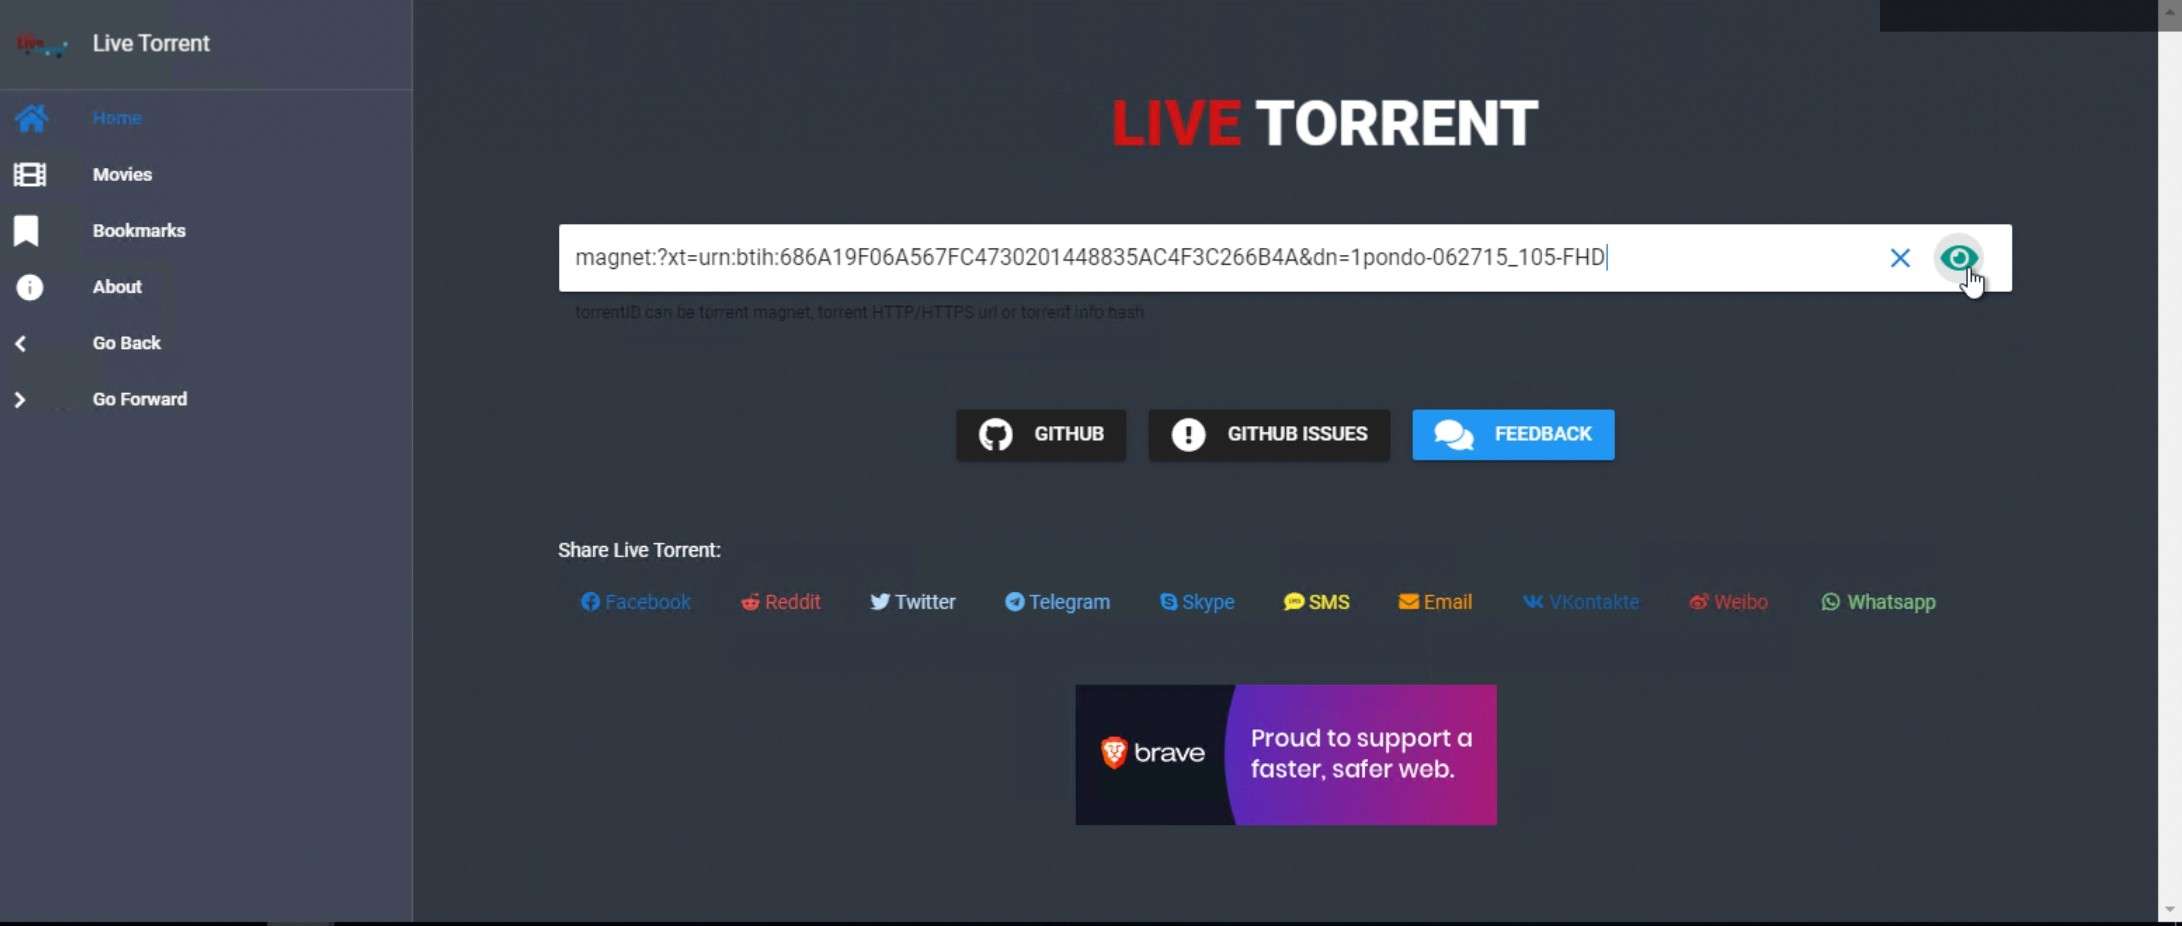 Live
Live Torrent
Home
Movies
Bookmarks
About
Go Back
Go Forward
LIVE TORRENT
magnet:?xt=urn:btih:686A19F06A567FC4730201448835AC4F3C266B4A&dn=1pondo-062715_105-FHD
torrentID can be torrent magnet, torrent HTTP/HTTPS url or torrent info hash
GITHUB
GITHUB ISSUES
FEEDBACK
Share Live Torrent:
Facebook Reddit Twitter Telegram Skype SMS Email VKontakte Weibo Whatsapp
brave
Proud to support a
faster, safer web.